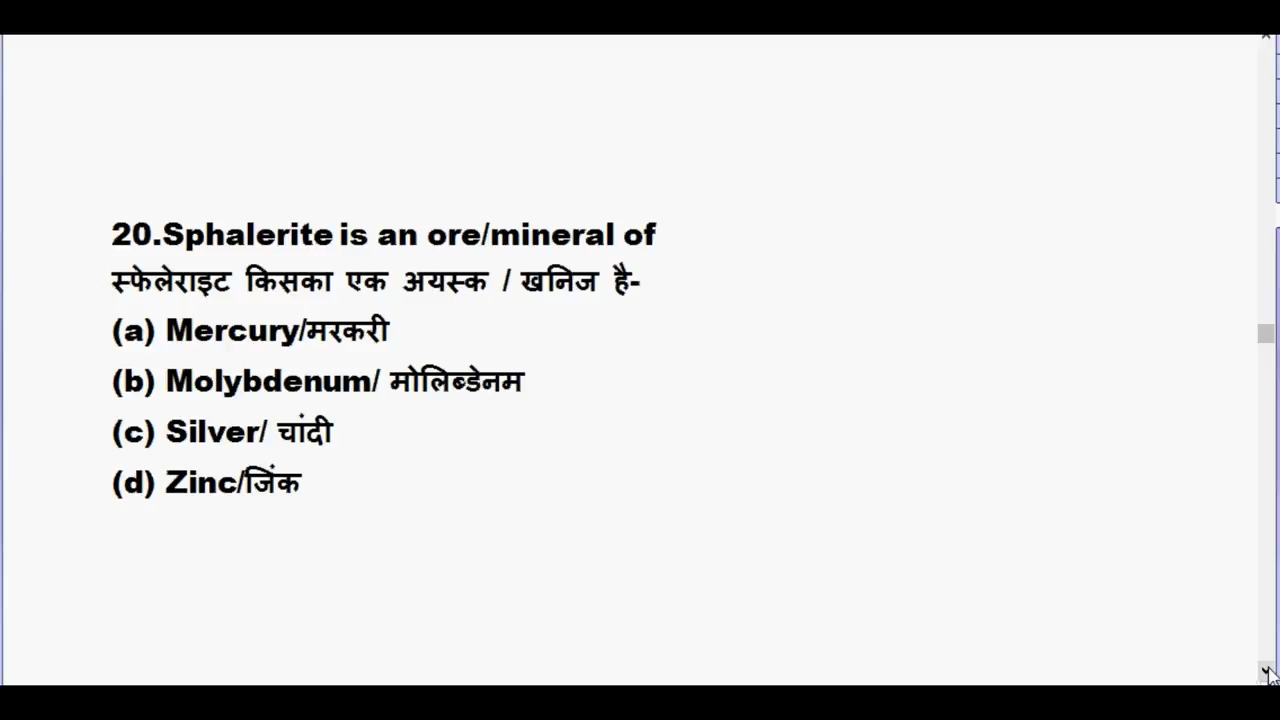 20.Sphalerite is an ore/mineral of
स्फेलेराइट किसका एक अयस्क / खनिज है-
(a) Mercury/मरकरी
(b) Molybdenum/ मोलिब्डेनम
(c) Silver/ चांदी
(d) Zinc/जिंक